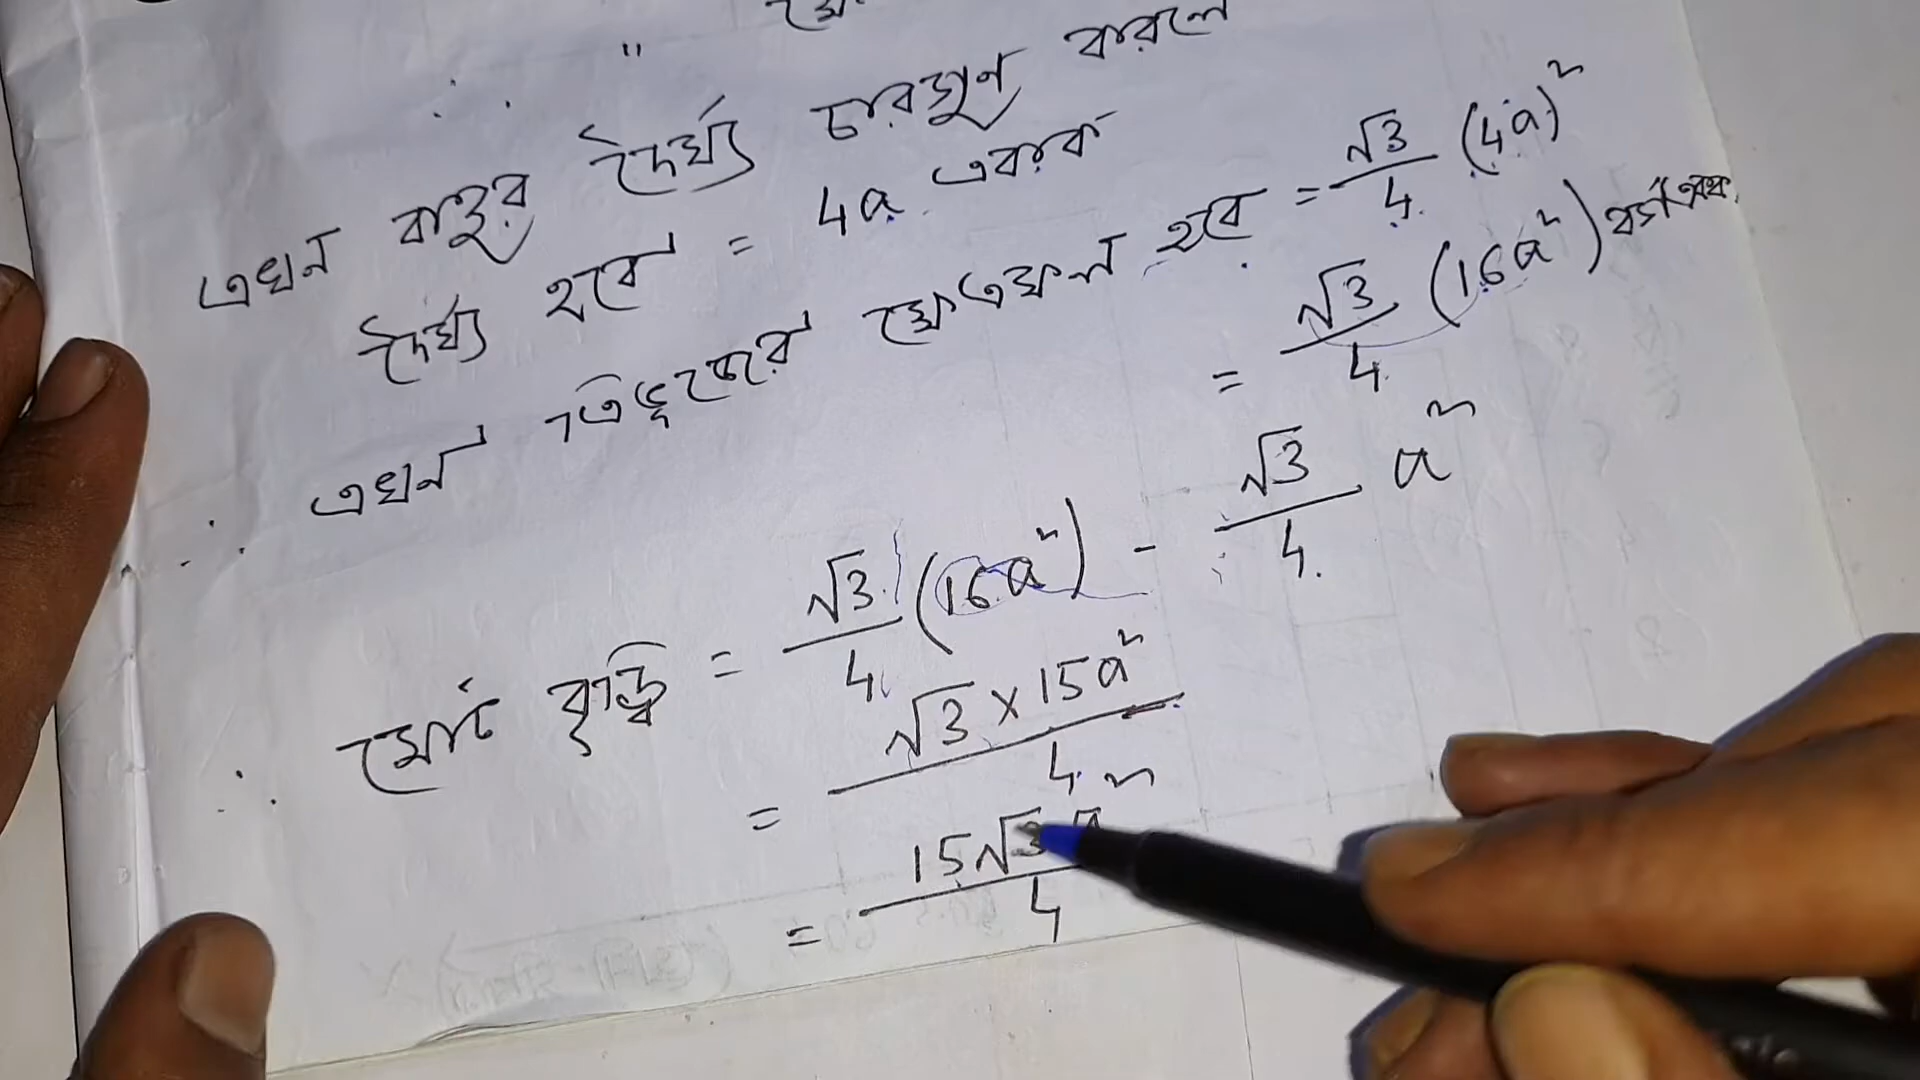 ∴ "
এখন বাহুর দৈর্ঘ্য চারগুণ করলে
দৈর্ঘ্য হবে = 4a একক
∴ এখন ত্রিভুজের ক্ষেত্রফল হবে = √3/4 (4a)²
= √3/4 (16a²) বর্গএকক
∴ মোট বৃদ্ধি = √3/4 (16a²) - √3/4 a²
= √3 x 15a²/4
= 15√3 a²/4